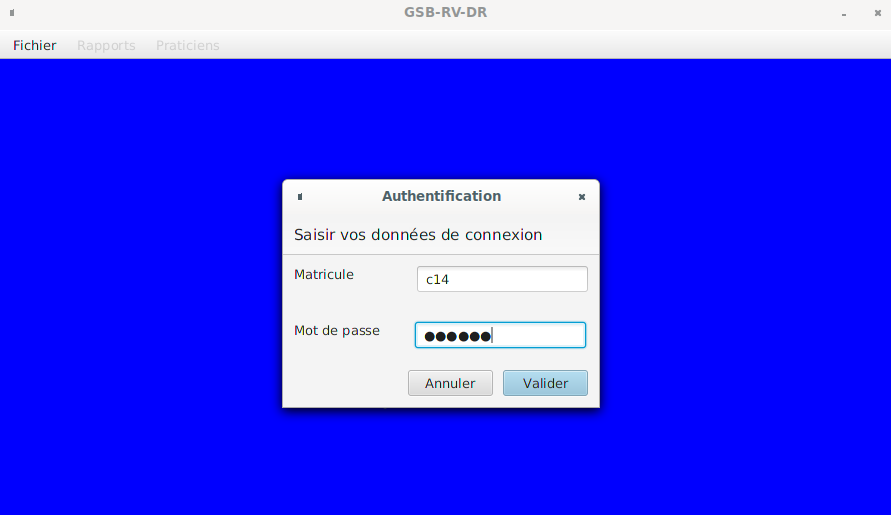 GSB-RV-DR
Fichier Rapports Praticiens
Authentification
Saisir vos données de connexion
Matricule c14
Mot de passe ●●●●●●
Annuler Valider